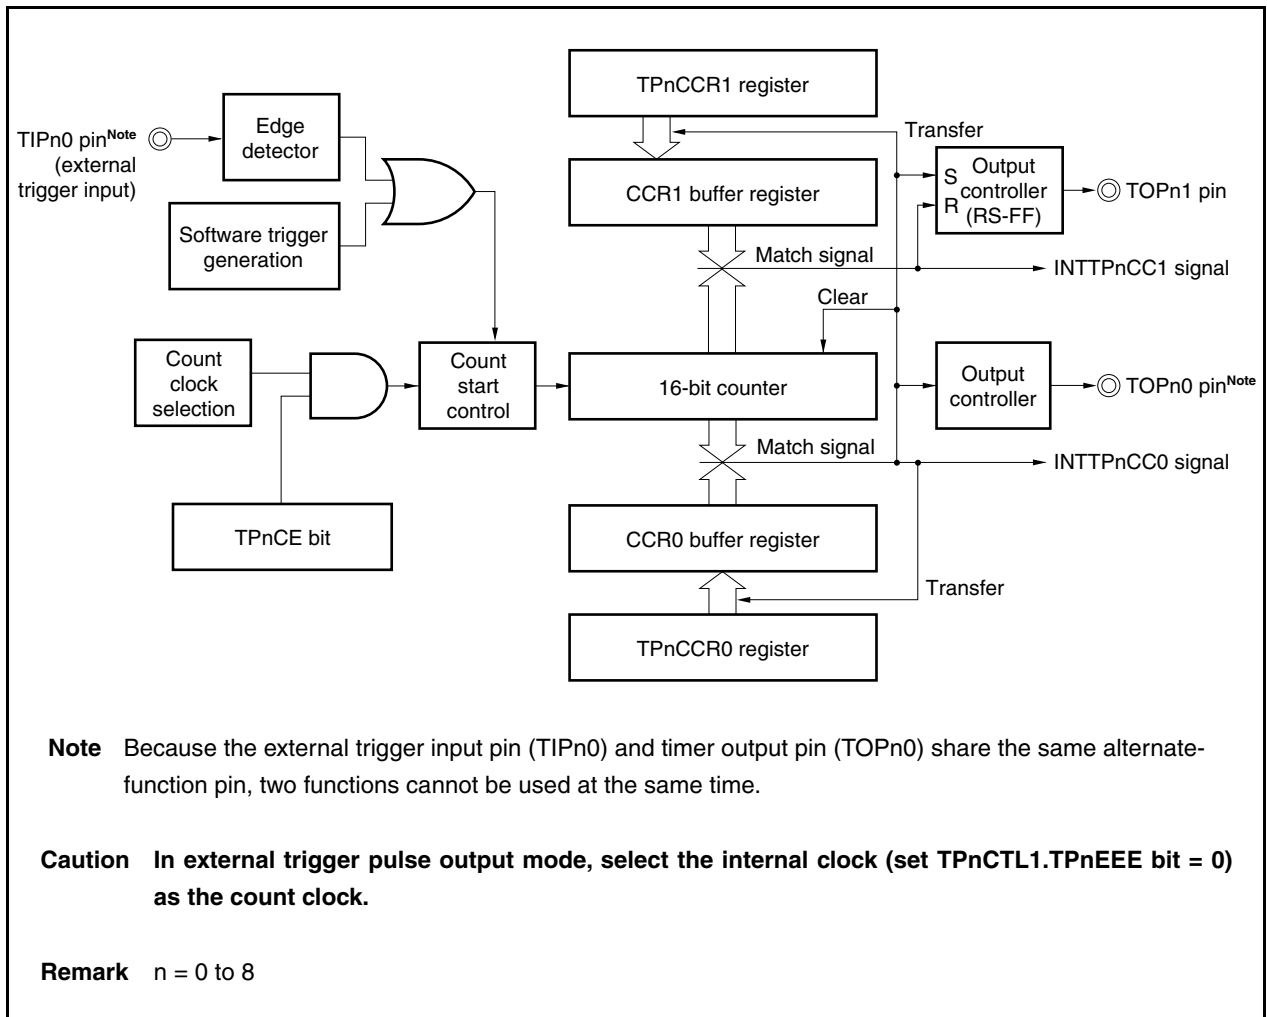 TPnCCR1 register
TIPn0 pinNote
(external
trigger input)
Edge
detector
Transfer
CCR1 buffer register
S
R
Output
controller
(RS-FF)
TOPn1 pin
Software trigger
generation
Match signal
INTTPnCC1 signal
Clear
Count
clock
selection
Count
start
control
16-bit counter
Output
controller
TOPn0 pinNote
Match signal
INTTPnCC0 signal
TPnCE bit
CCR0 buffer register
Transfer
TPnCCR0 register
Note Because the external trigger input pin (TIPn0) and timer output pin (TOPn0) share the same alternate-
function pin, two functions cannot be used at the same time.
Caution In external trigger pulse output mode, select the internal clock (set TPnCTL1.TPnEEE bit = 0)
as the count clock.
Remark n = 0 to 8